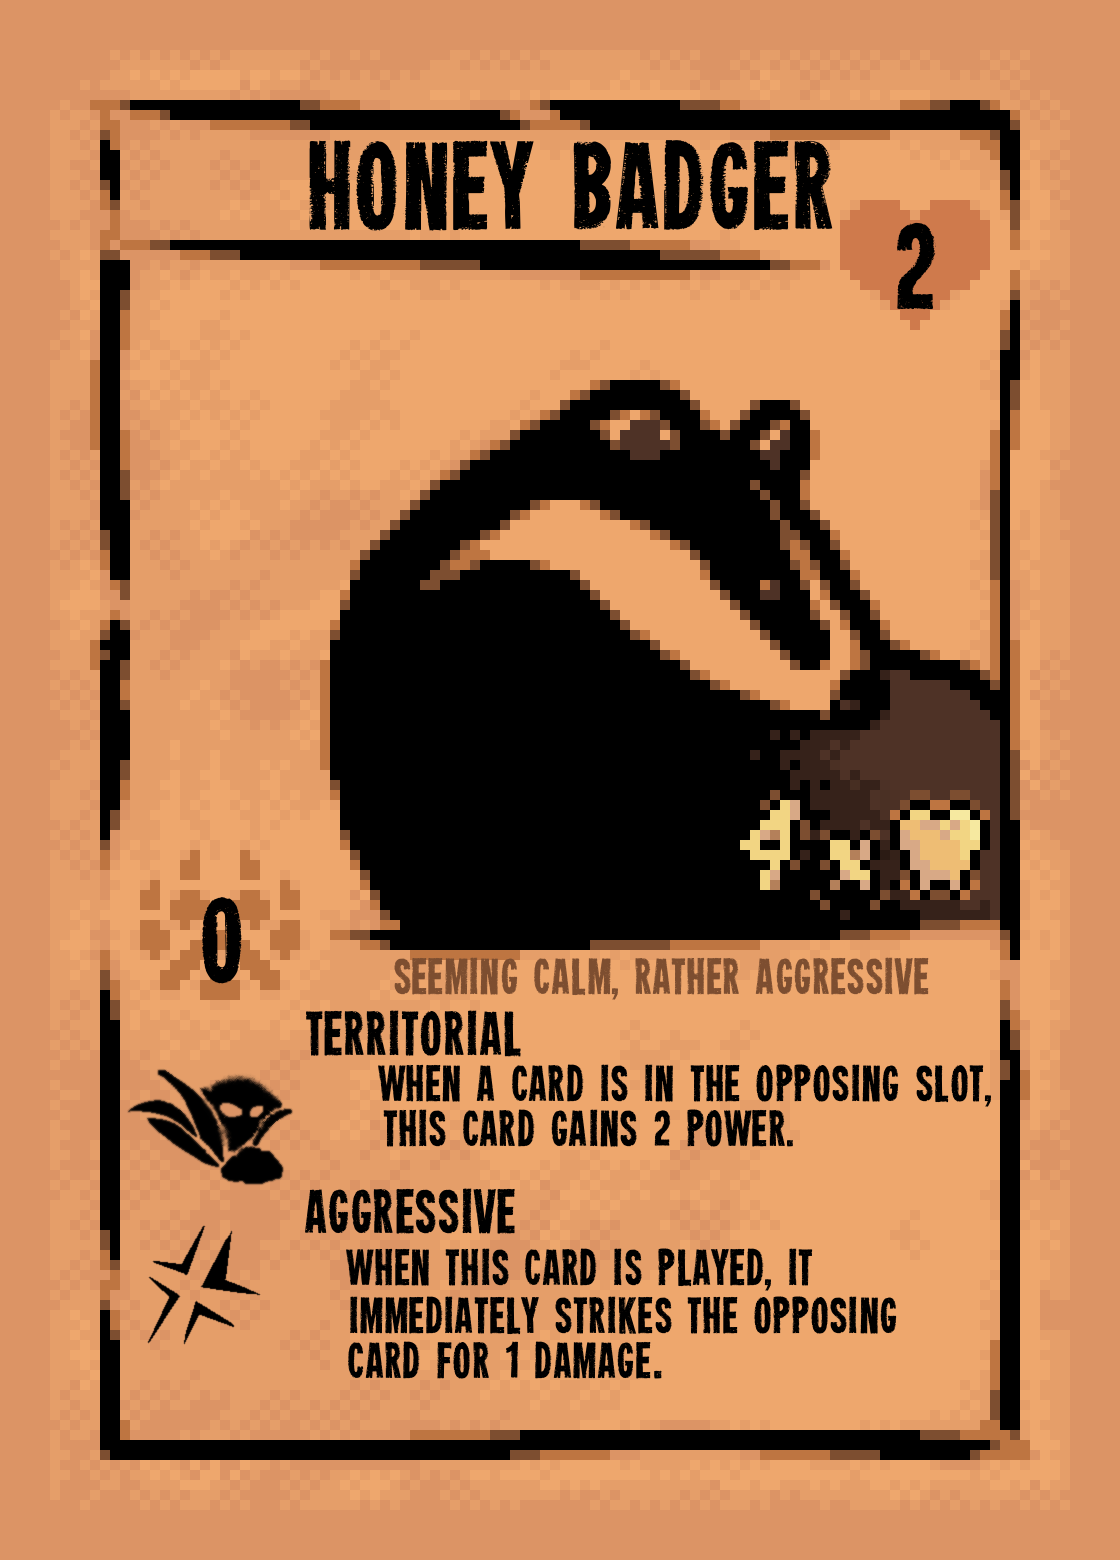 HONEY BADGER
2
4 x
0
SEEMING CALM, RATHER AGGRESSIVE
TERRITORIAL
WHEN A CARD IS IN THE OPPOSING SLOT,
THIS CARD GAINS 2 POWER.
AGGRESSIVE
WHEN THIS CARD IS PLAYED, IT
IMMEDIATELY STRIKES THE OPPOSING
CARD FOR 1 DAMAGE.